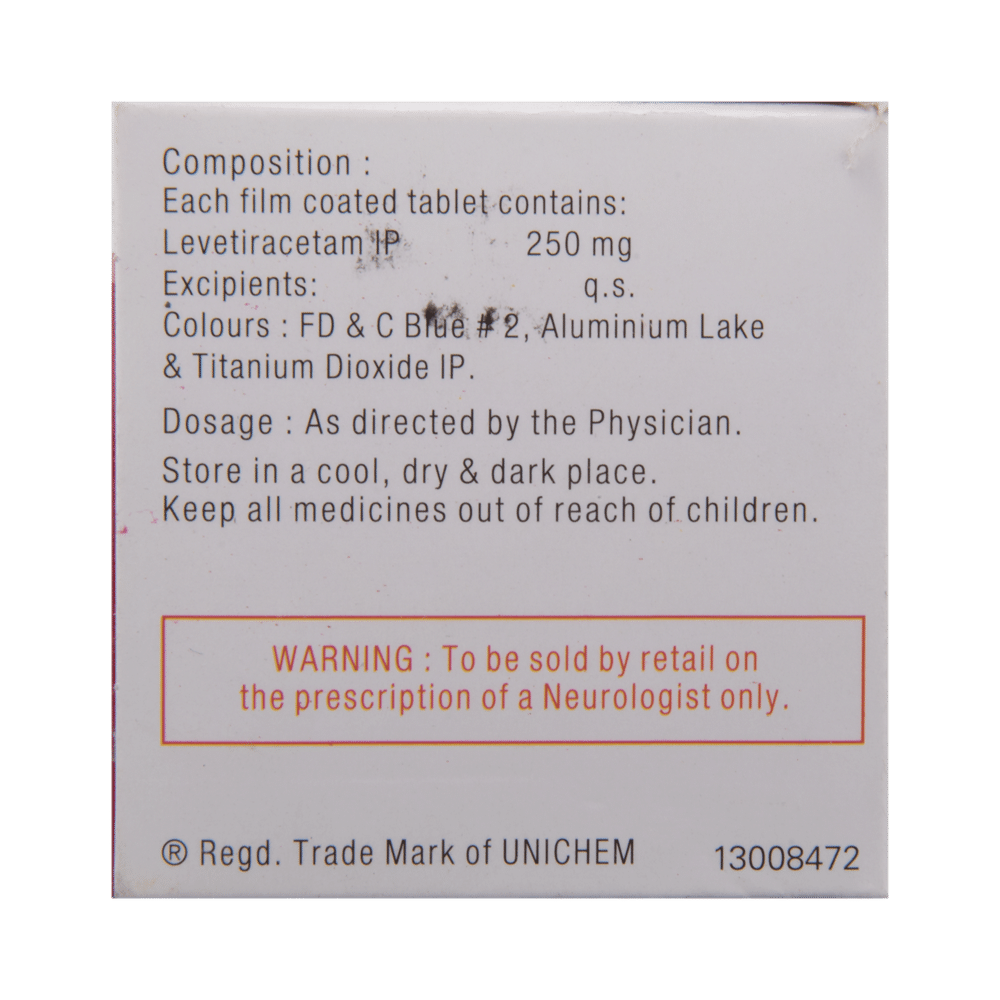 Composition :
Each film coated tablet contains:
Levetiracetam IP 250 mg
Excipients: q.s.
Colours : FD & C Blue # 2, Aluminium Lake
& Titanium Dioxide IP.
Dosage : As directed by the Physician.
Store in a cool, dry & dark place.
Keep all medicines out of reach of children.
WARNING : To be sold by retail on
the prescription of a Neurologist only.
® Regd. Trade Mark of UNICHEM 13008472